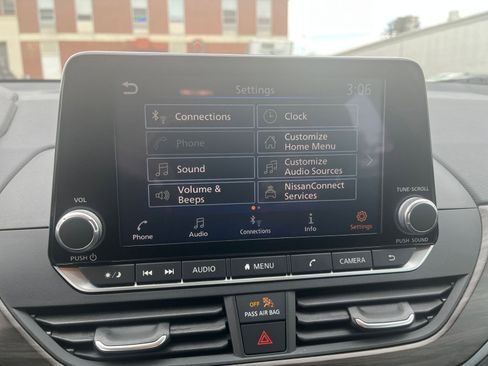 Settings
3:06
Connections
Clock
Phone
Customize
Home Menu
Sound
Customize
Audio Sources
Volume &
Beeps
NissanConnect
Services
Phone
Audio
Connections
Info
Settings
VOL
TUNE·SCROLL
PUSH
PUSH SOUND
AUDIO
MENU
CAMERA
OFF
PASS AIR BAG